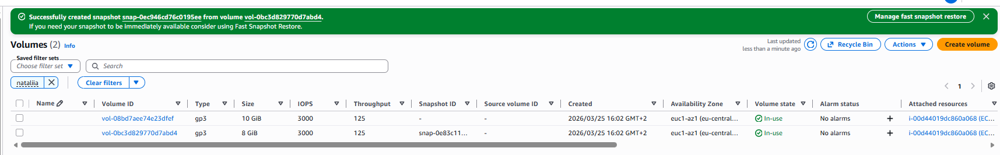 Successfully created snapshot snap-0ec946cd76c0195ee from volume vol-0bc3d829770d7abd4.
If you need your snapshot to be immediately available consider using Fast Snapshot Restore.
Manage fast snapshot restore
Volumes (2) Info
Last updated
less than a minute ago
Recycle Bin
Actions
Create volume
Saved filter sets
Choose filter set
Search
nataliia
Clear filters
1
Name Volume ID Type Size IOPS Throughput Snapshot ID Source volume ID Created Availability Zone Volume state Alarm status Attached resources
vol-08bd7aee74e23dfef gp3 10 GiB 3000 125 - - 2026/03/25 16:02 GMT+2 euc1-az1 (eu-central... In-use No alarms + i-00d44019dc860a068 (EC...
vol-0bc3d829770d7abd4 gp3 8 GiB 3000 125 snap-0e83c11... - 2026/03/25 16:02 GMT+2 euc1-az1 (eu-central... In-use No alarms + i-00d44019dc860a068 (EC...